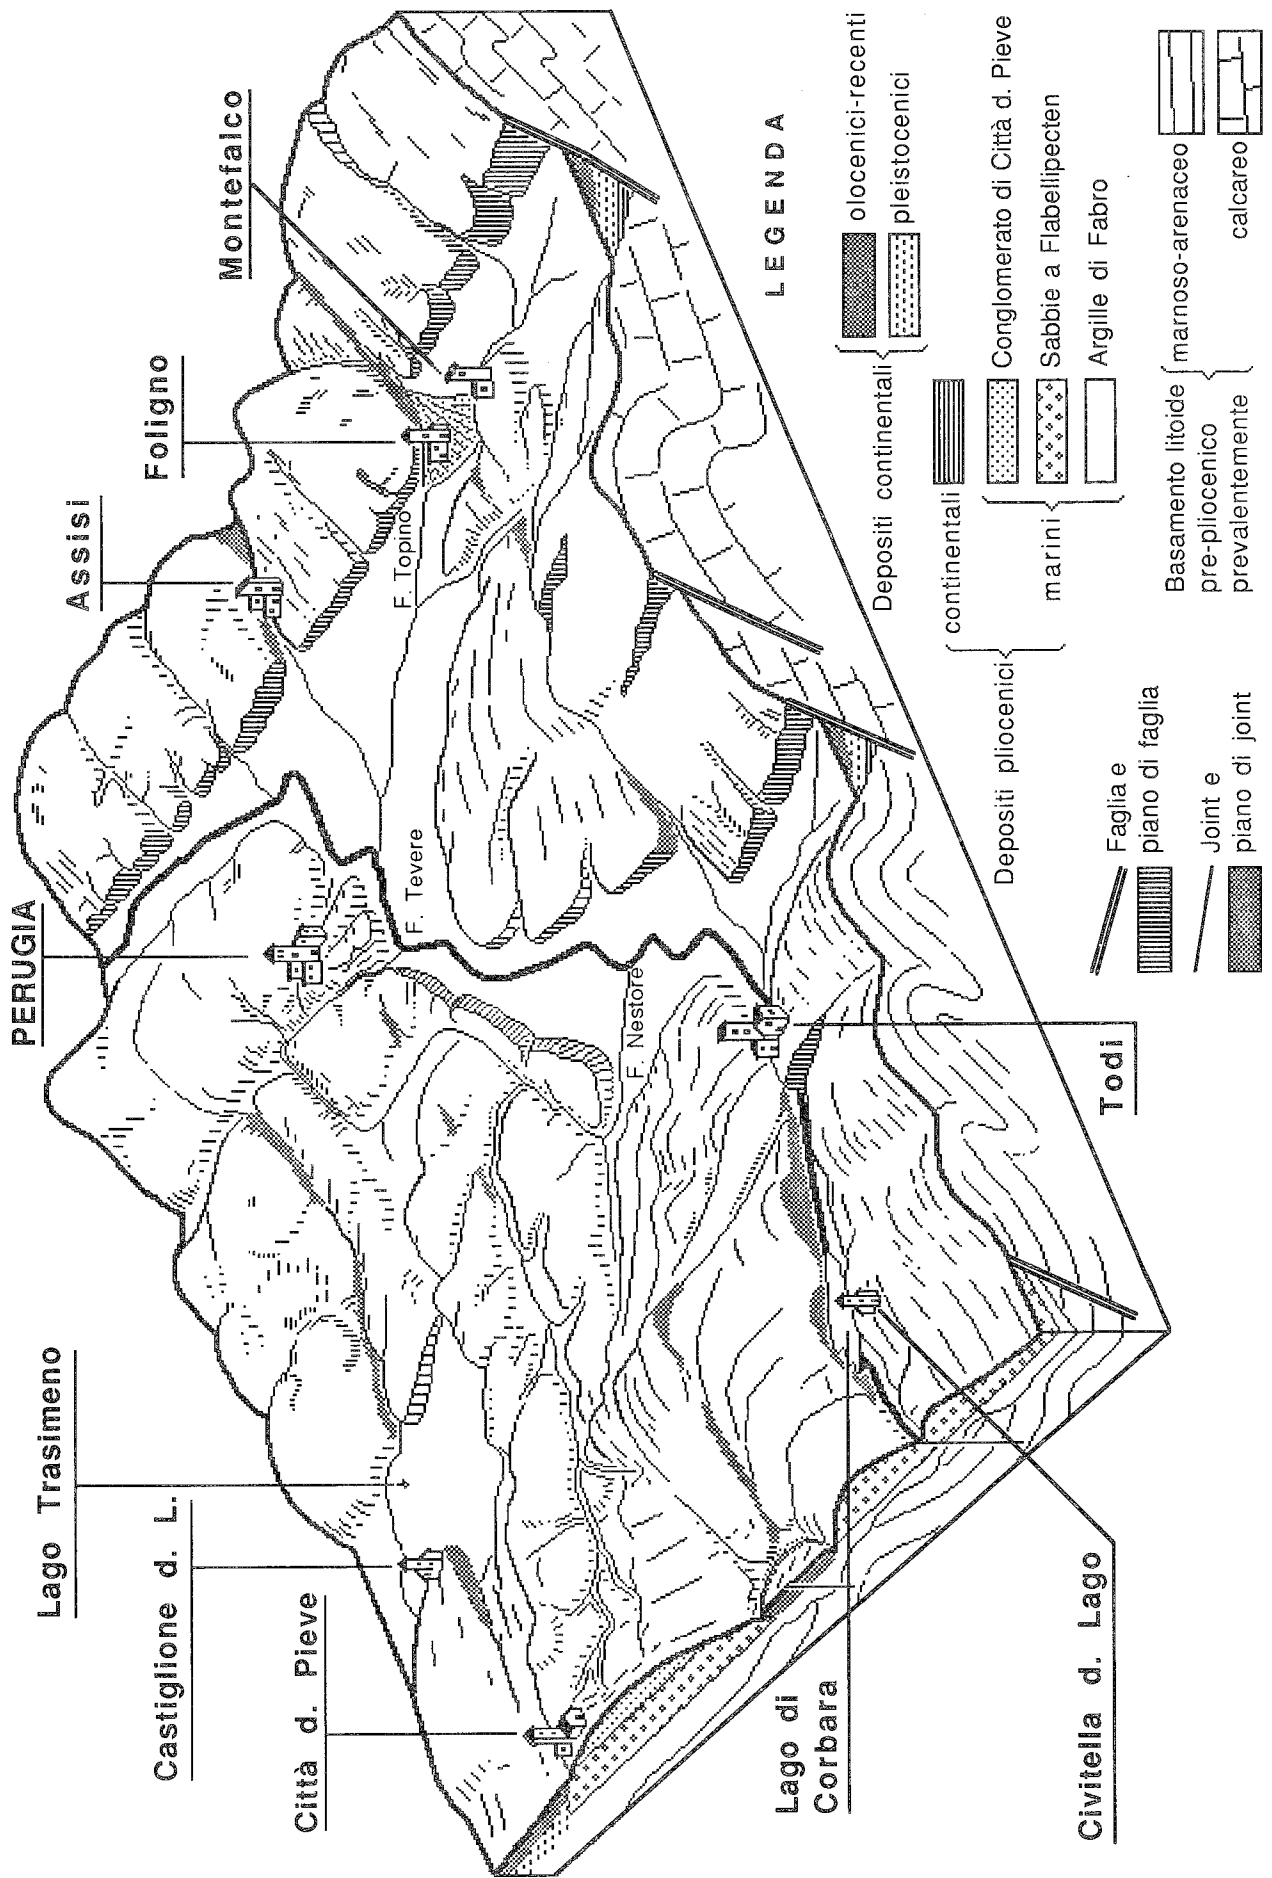 Città d. Pieve
Castiglione d. L.
Lago Trasimeno
PERUGIA
Assisi
Foligno
Montefalco
F. Topino
F. Tevere
F. Nestore
Lago di
Corbara
Civitella d. Lago
Todi
LEGENDA
Faglia e
piano di faglia
Joint e
piano di joint
Depositi continentali
olocenici-recenti
pleistocenici
Depositi pliocenici
continentali
marini
Conglomerato di Città d. Pieve
Sabbie a Flabellipecten
Argille di Fabro
Basamento litoide
pre-pliocenico
prevalentemente
marnoso-arenaceo
calcareo